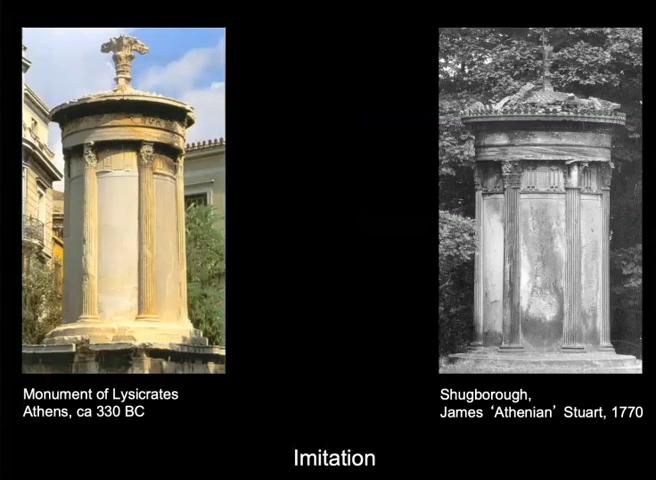 Monument of Lysicrates
Athens, ca 330 BC
Shugborough,
James ‘Athenian’ Stuart, 1770
Imitation